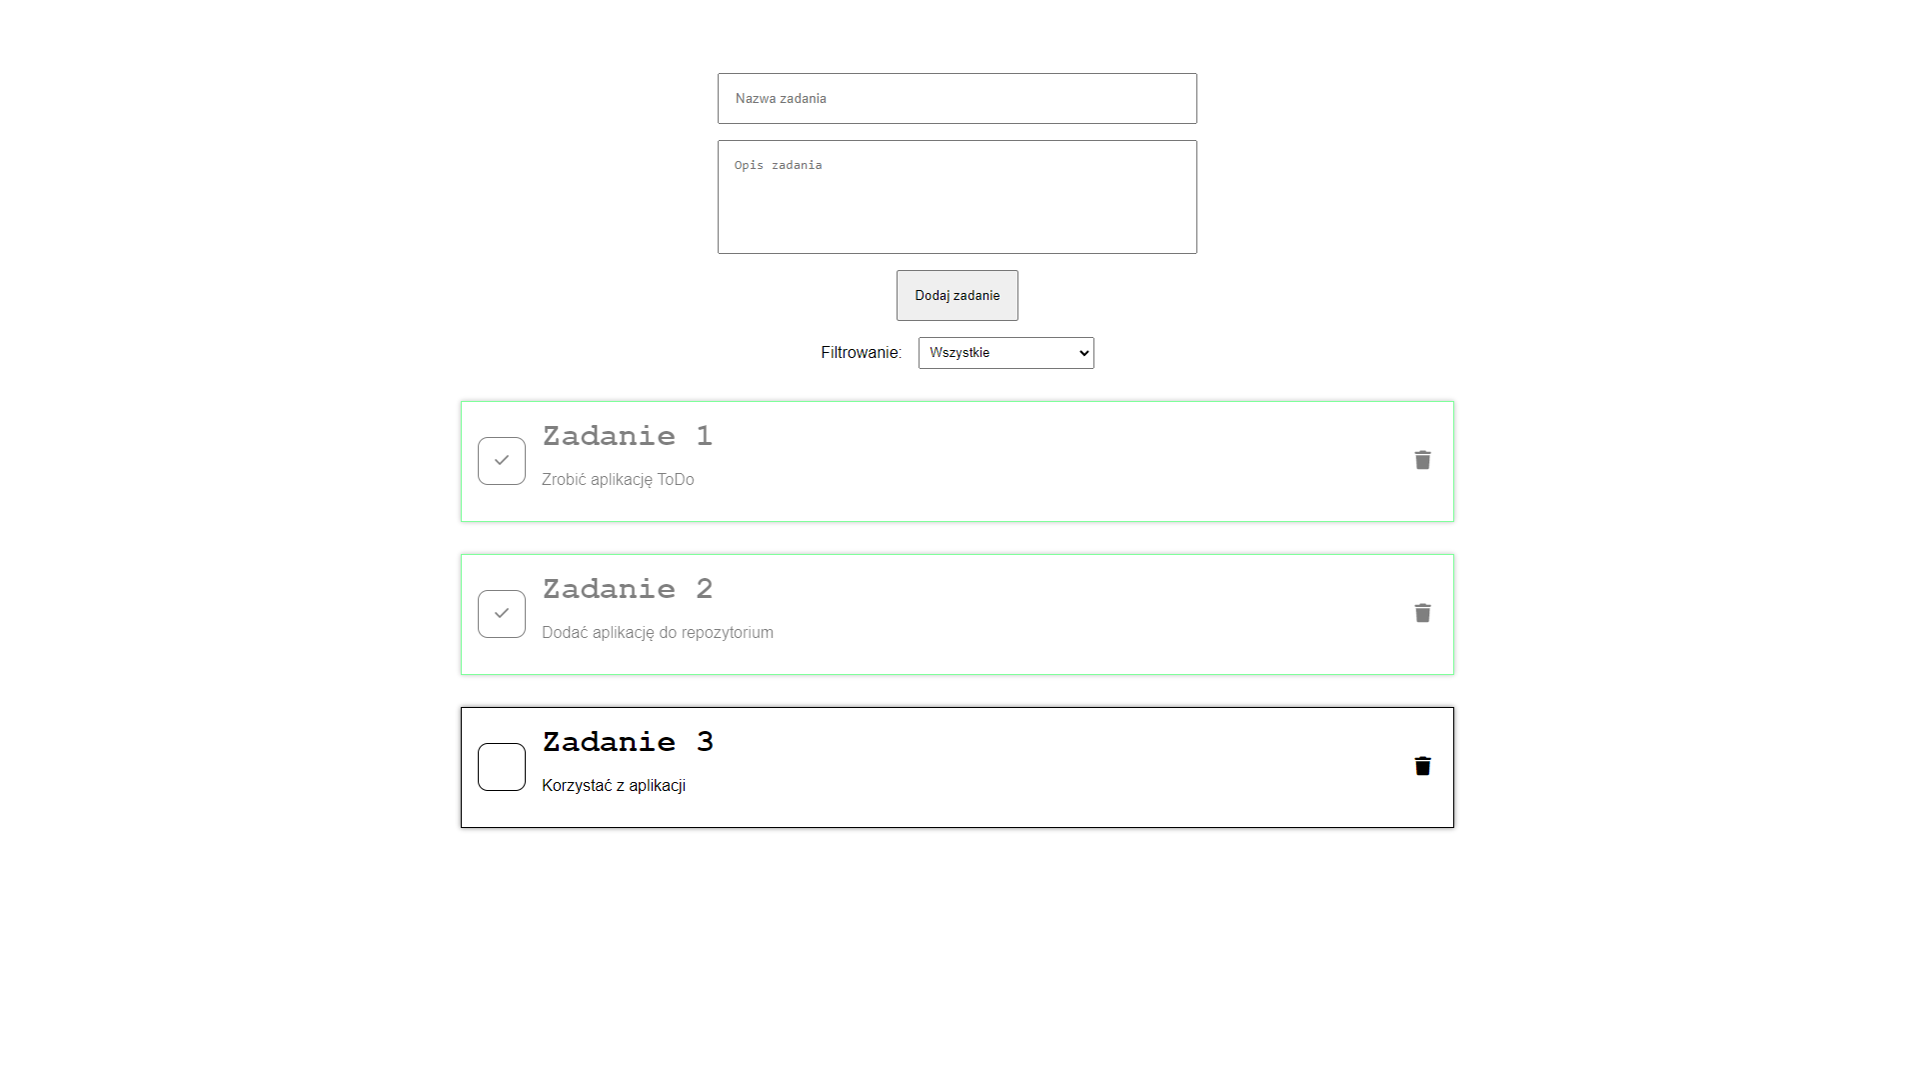 Nazwa zadania
Opis zadania
Dodaj zadanie
Filtrowanie: Wszystkie
Zadanie 1
Zrobić aplikację ToDo
Zadanie 2
Dodać aplikację do repozytorium
Zadanie 3
Korzystać z aplikacji